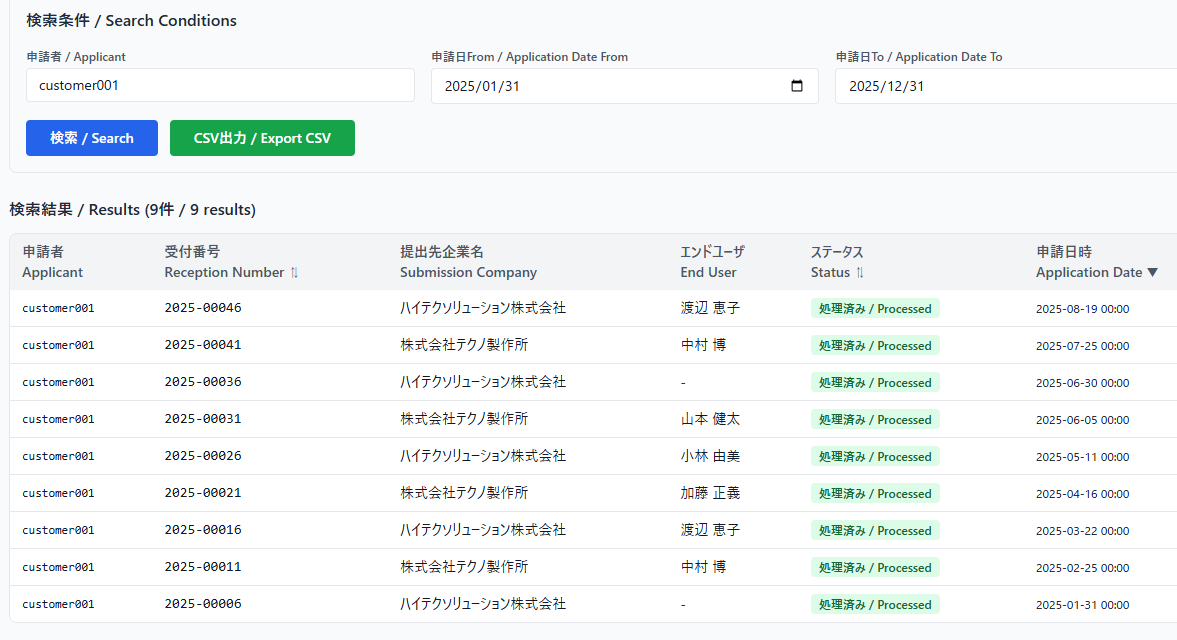 検索条件 / Search Conditions
申請者 / Applicant
申請日From / Application Date From
申請日To / Application Date To
customer001
2025/01/31
2025/12/31
検索 / Search
CSV出力 / Export CSV
検索結果 / Results (9件 / 9 results)
申請者 受付番号 提出先企業名 エンドユーザ ステータス 申請日時
Applicant Reception Number ⇅ Submission Company End User Status ⇅ Application Date ▼
customer001 2025-00046 ハイテクソリューション株式会社 渡辺 恵子 処理済み / Processed 2025-08-19 00:00
customer001 2025-00041 株式会社テクノ製作所 中村 博 処理済み / Processed 2025-07-25 00:00
customer001 2025-00036 ハイテクソリューション株式会社 - 処理済み / Processed 2025-06-30 00:00
customer001 2025-00031 株式会社テクノ製作所 山本 健太 処理済み / Processed 2025-06-05 00:00
customer001 2025-00026 ハイテクソリューション株式会社 小林 由美 処理済み / Processed 2025-05-11 00:00
customer001 2025-00021 株式会社テクノ製作所 加藤 正義 処理済み / Processed 2025-04-16 00:00
customer001 2025-00016 ハイテクソリューション株式会社 渡辺 恵子 処理済み / Processed 2025-03-22 00:00
customer001 2025-00011 株式会社テクノ製作所 中村 博 処理済み / Processed 2025-02-25 00:00
customer001 2025-00006 ハイテクソリューション株式会社 - 処理済み / Processed 2025-01-31 00:00